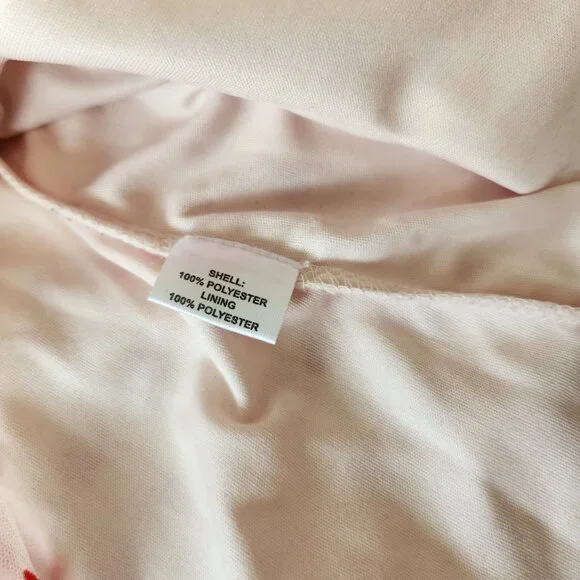 SHELL:
100% POLYESTER
LINING
100% POLYESTER